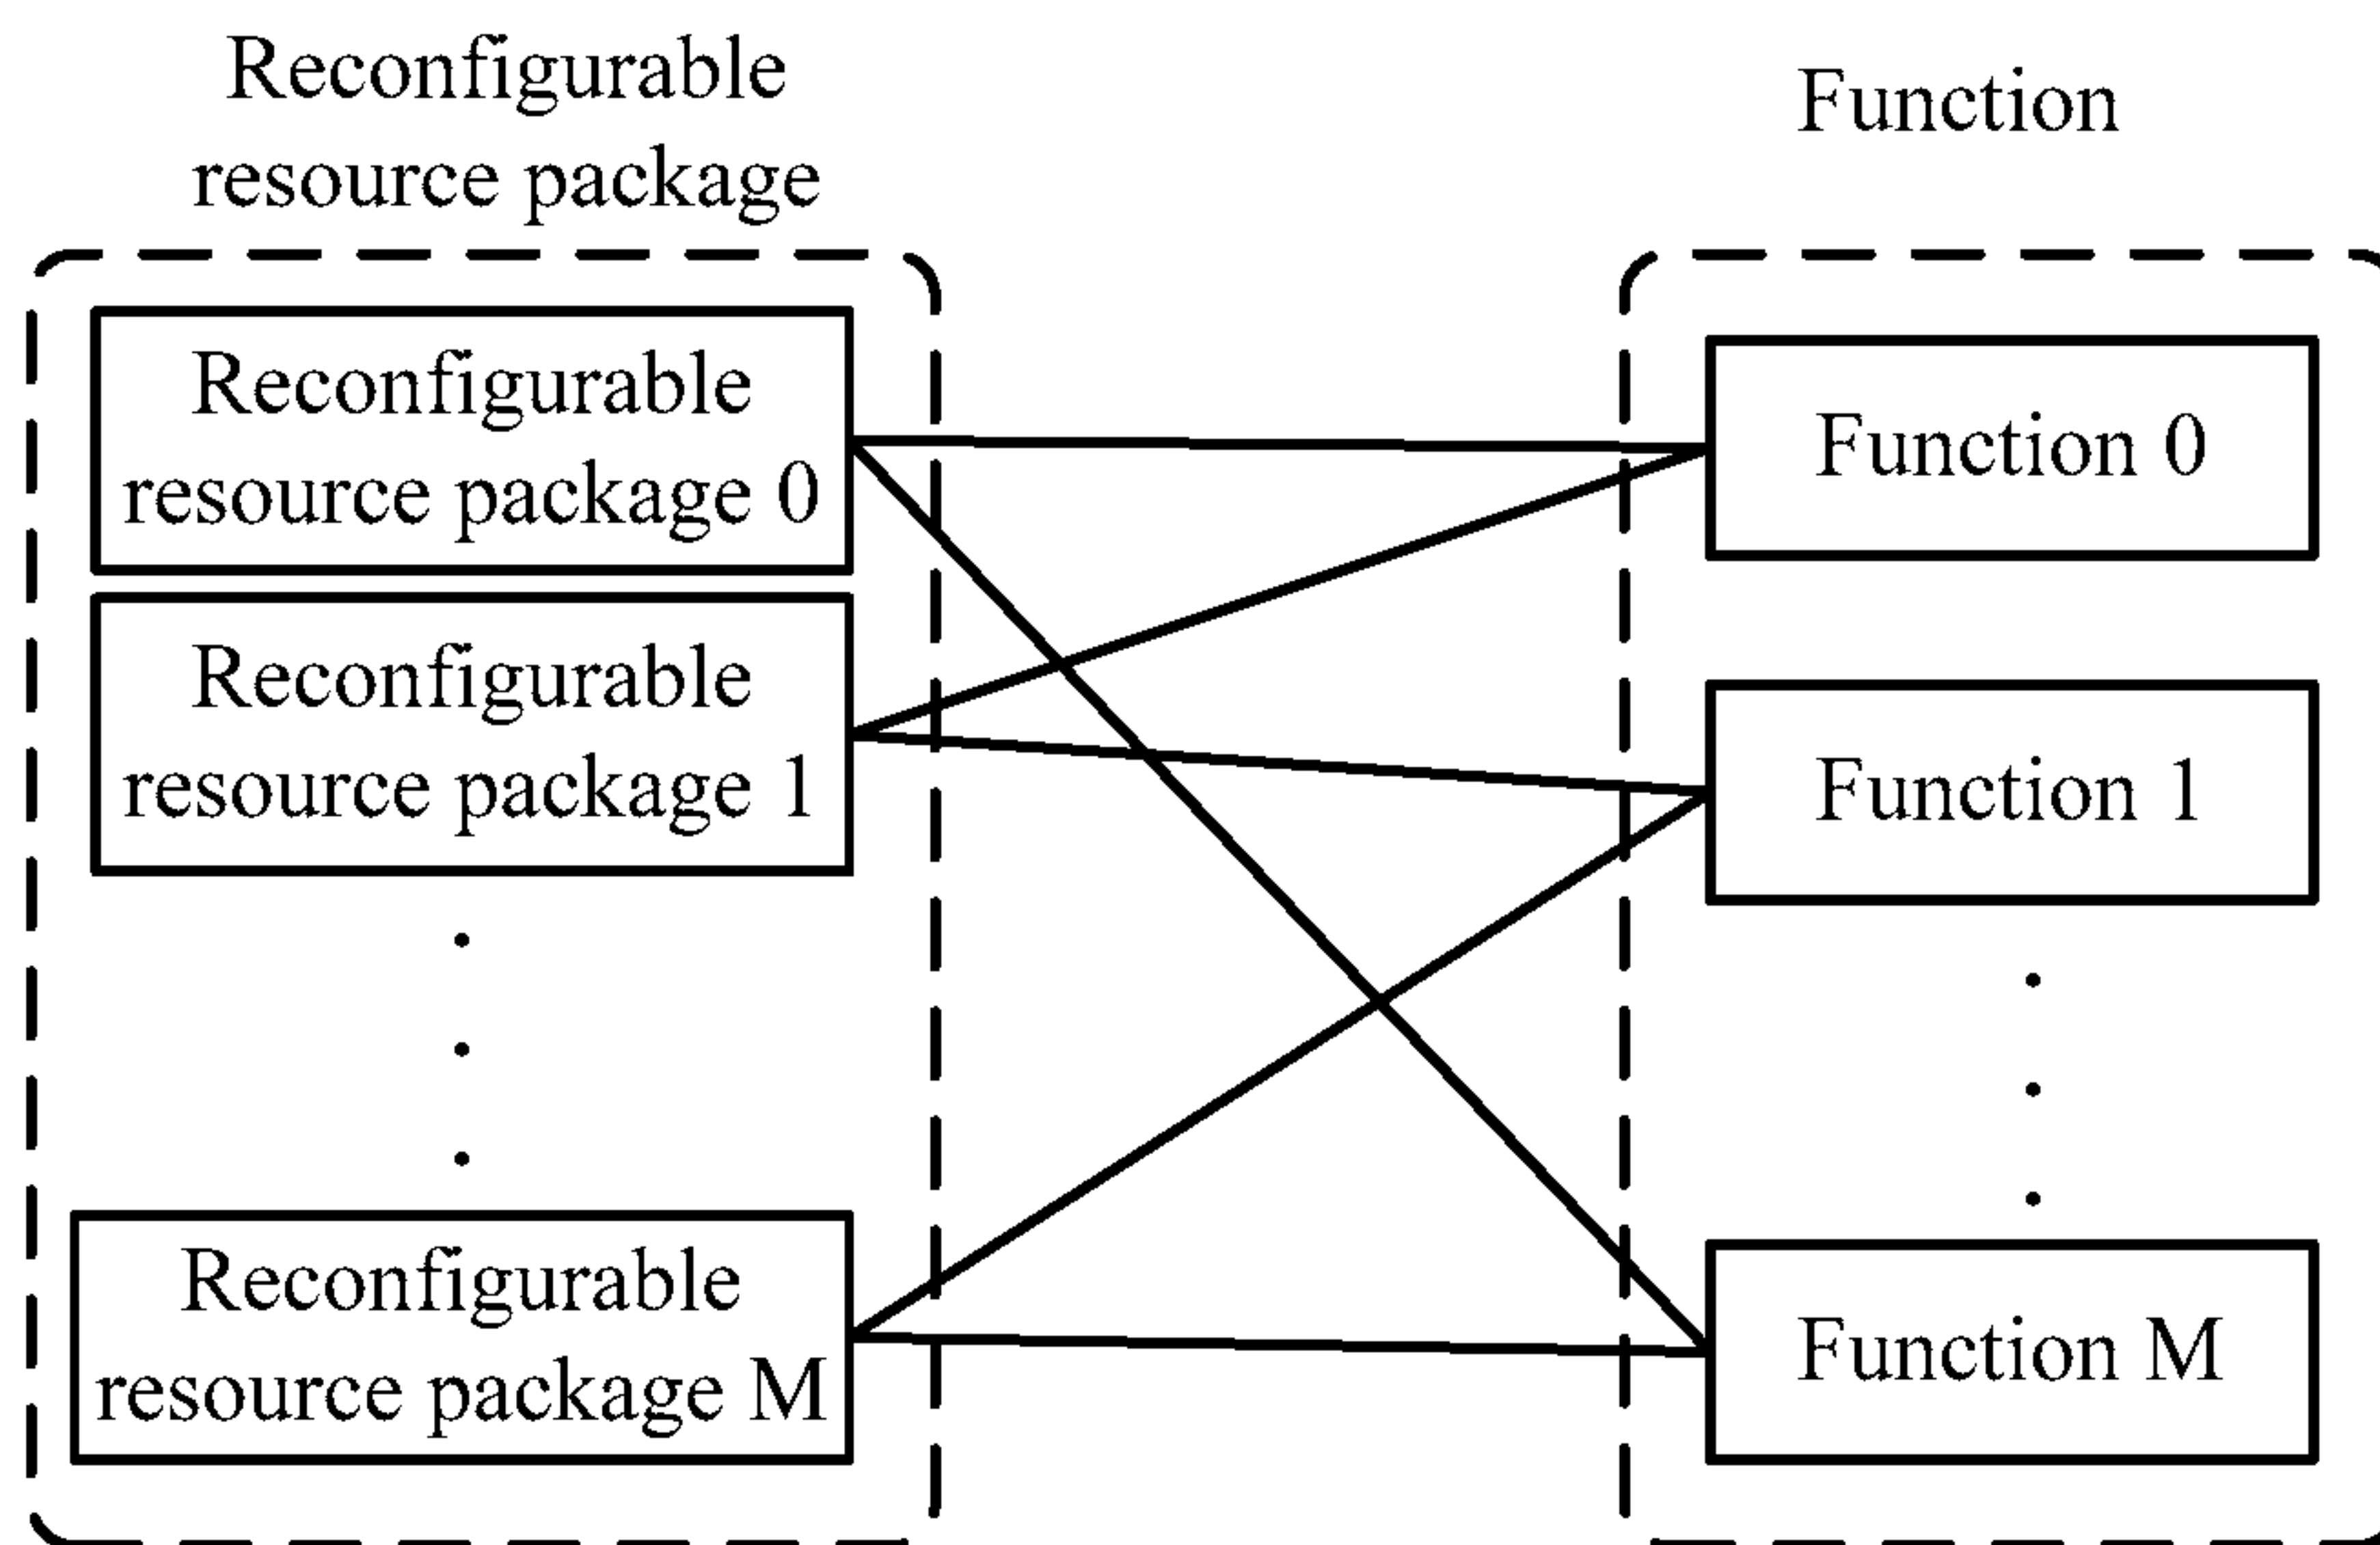 Reconfigurable
resource package
Function
Reconfigurable
resource package 0
Reconfigurable
resource package 1
Reconfigurable
resource package M
Function 0
Function 1
Function M